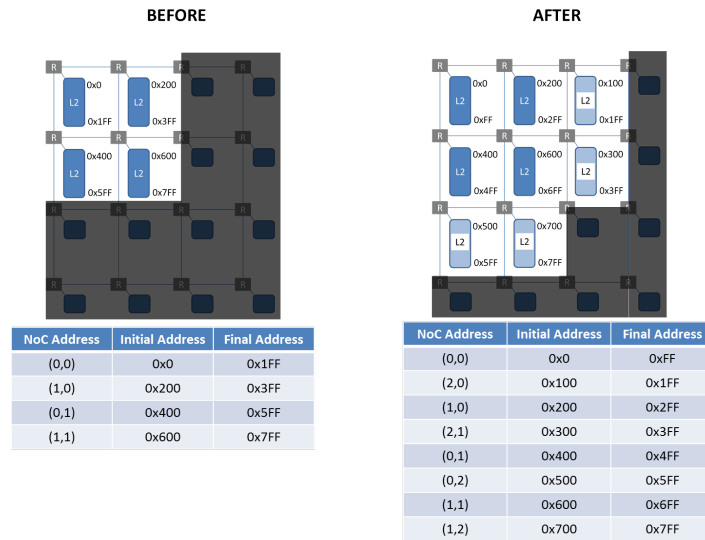 BEFORE
AFTER
R R R R
0x0 0x200
L2 L2
0x1FF 0x3FF
R R R R
0x400 0x600
L2 L2
0x5FF 0x7FF
R R R R
R R R R
NoC Address Initial Address Final Address
(0,0) 0x0 0x1FF
(1,0) 0x200 0x3FF
(0,1) 0x400 0x5FF
(1,1) 0x600 0x7FF
R R R R
0x0 0x200 0x100
L2 L2 L2
0xFF 0x2FF 0x1FF
R R R R
0x400 0x600 0x300
L2 L2 L2
0x4FF 0x6FF 0x3FF
R R R R
0x500 0x700
L2 L2
0x5FF 0x7FF
R R R R
NoC Address Initial Address Final Address
(0,0) 0x0 0xFF
(2,0) 0x100 0x1FF
(1,0) 0x200 0x2FF
(2,1) 0x300 0x3FF
(0,1) 0x400 0x4FF
(0,2) 0x500 0x5FF
(1,1) 0x600 0x6FF
(1,2) 0x700 0x7FF